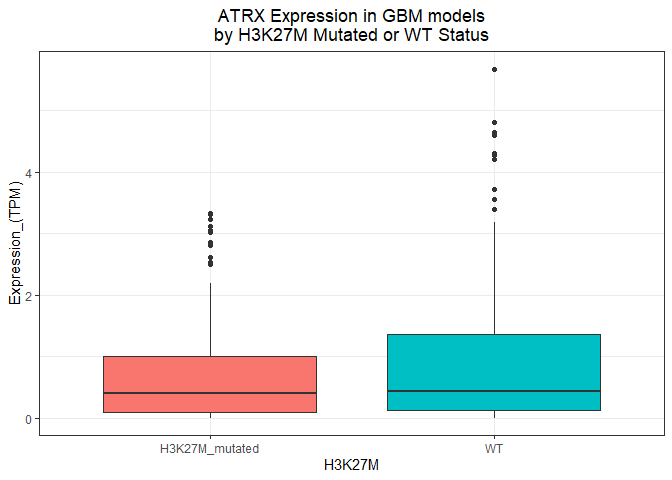 ATRX Expression in GBM models
by H3K27M Mutated or WT Status
Expression_(TPM)
4
2
0
H3K27M_mutated
WT
H3K27M